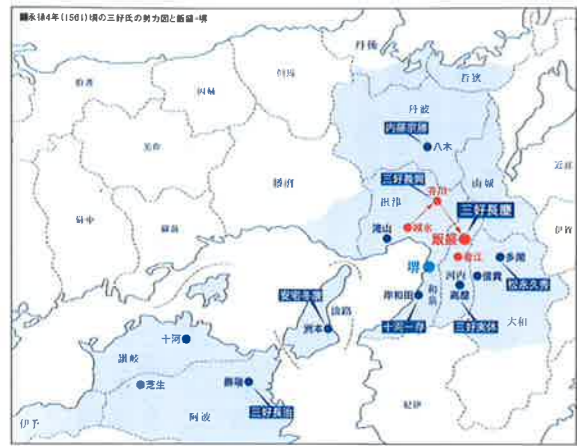 永禄4年(1561)頃の三好氏の勢力図と飯盛・堺
丹後
若狭
伯耆
因幡
但馬
丹波
内藤宗勝
八木
美作
近江
三好義興
芥川
山城
播磨
摂津
三好長慶
備中
備前
滝山
越水
飯盛
伊賀
若江
多聞
堺
河内
信貴
松永久秀
安宅冬康
淡路
岸和田
和泉
高屋
大和
洲本
十河一存
三好実休
十河
讃岐
芝生
勝瑞
紀伊
伊予
阿波
三好長治